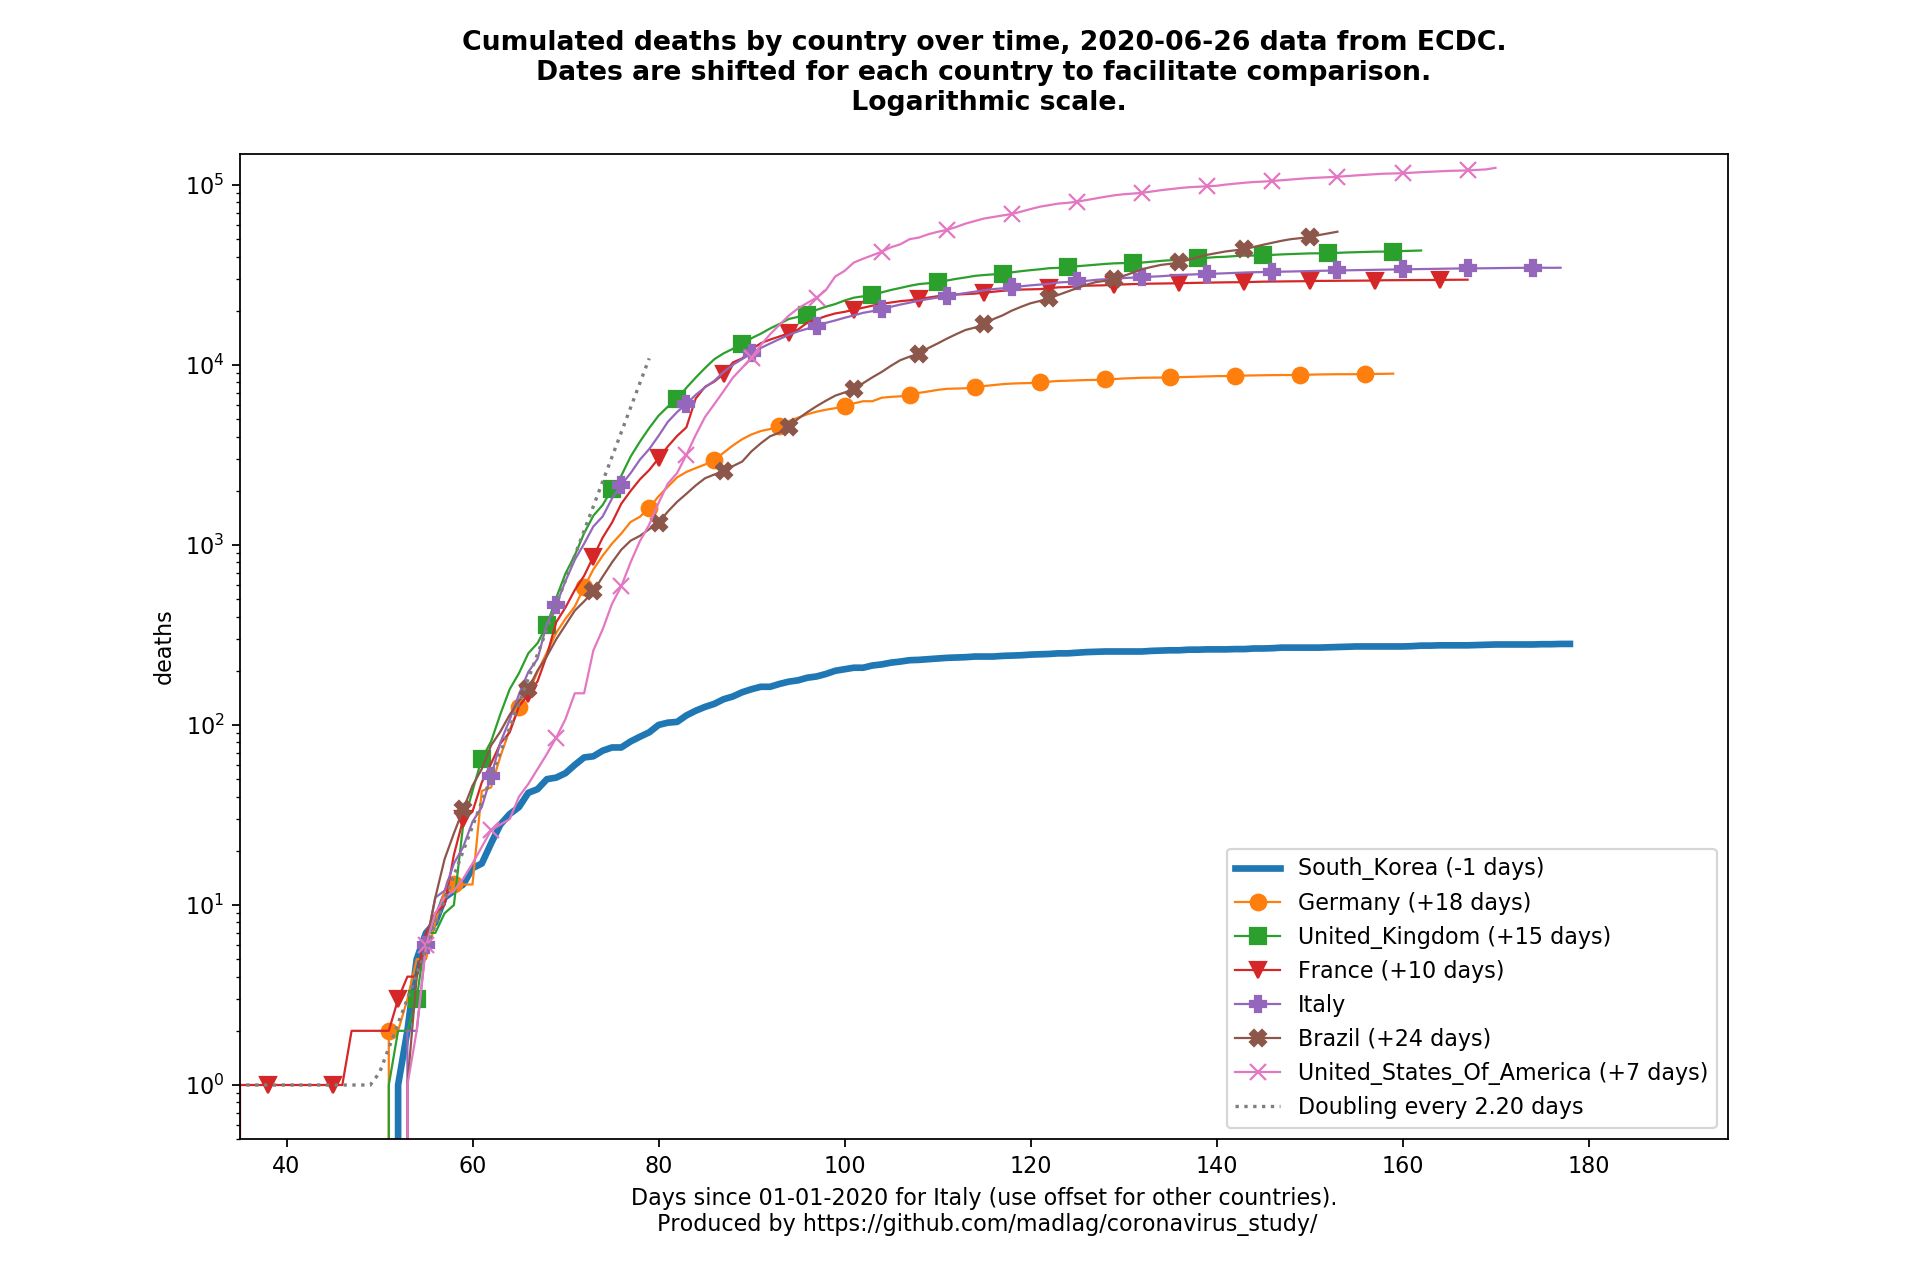 Cumulated deaths by country over time, 2020-06-26 data from ECDC.
Dates are shifted for each country to facilitate comparison.
Logarithmic scale.
10^5
10^4
10^3
10^2
10^1
10^0
deaths
South_Korea (-1 days)
Germany (+18 days)
United_Kingdom (+15 days)
France (+10 days)
Italy
Brazil (+24 days)
United_States_Of_America (+7 days)
Doubling every 2.20 days
40 60 80 100 120 140 160 180
Days since 01-01-2020 for Italy (use offset for other countries).
Produced by https://github.com/madlag/coronavirus_study/